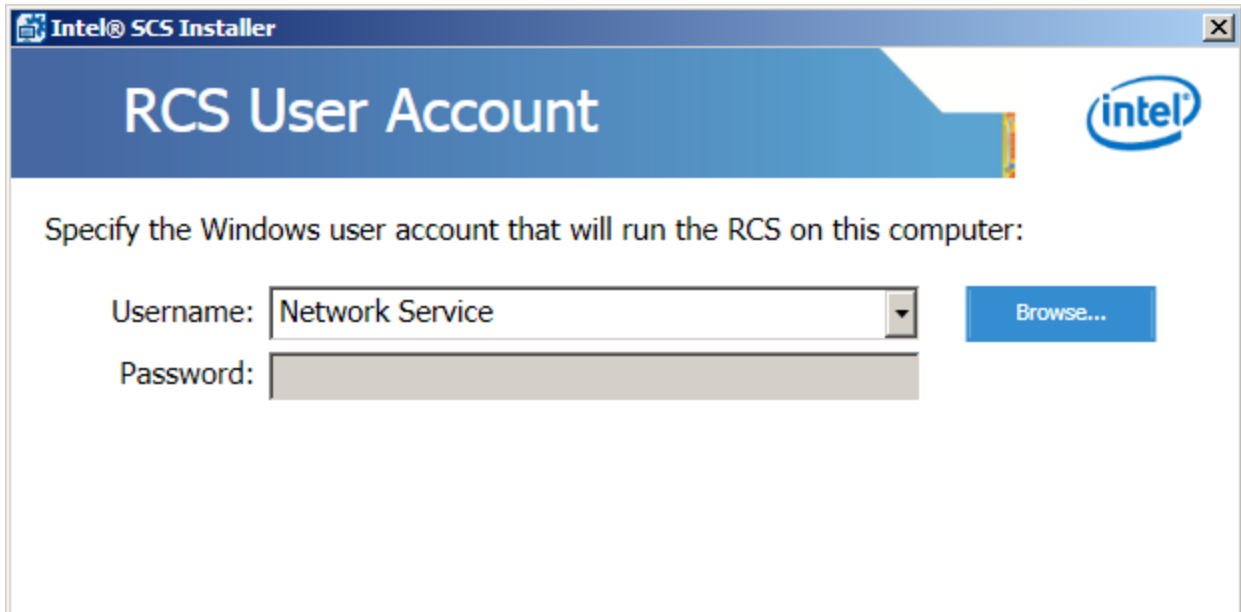 Intel® SCS Installer
RCS User Account
intel®
Specify the Windows user account that will run the RCS on this computer:
Username: Network Service Browse...
Password: